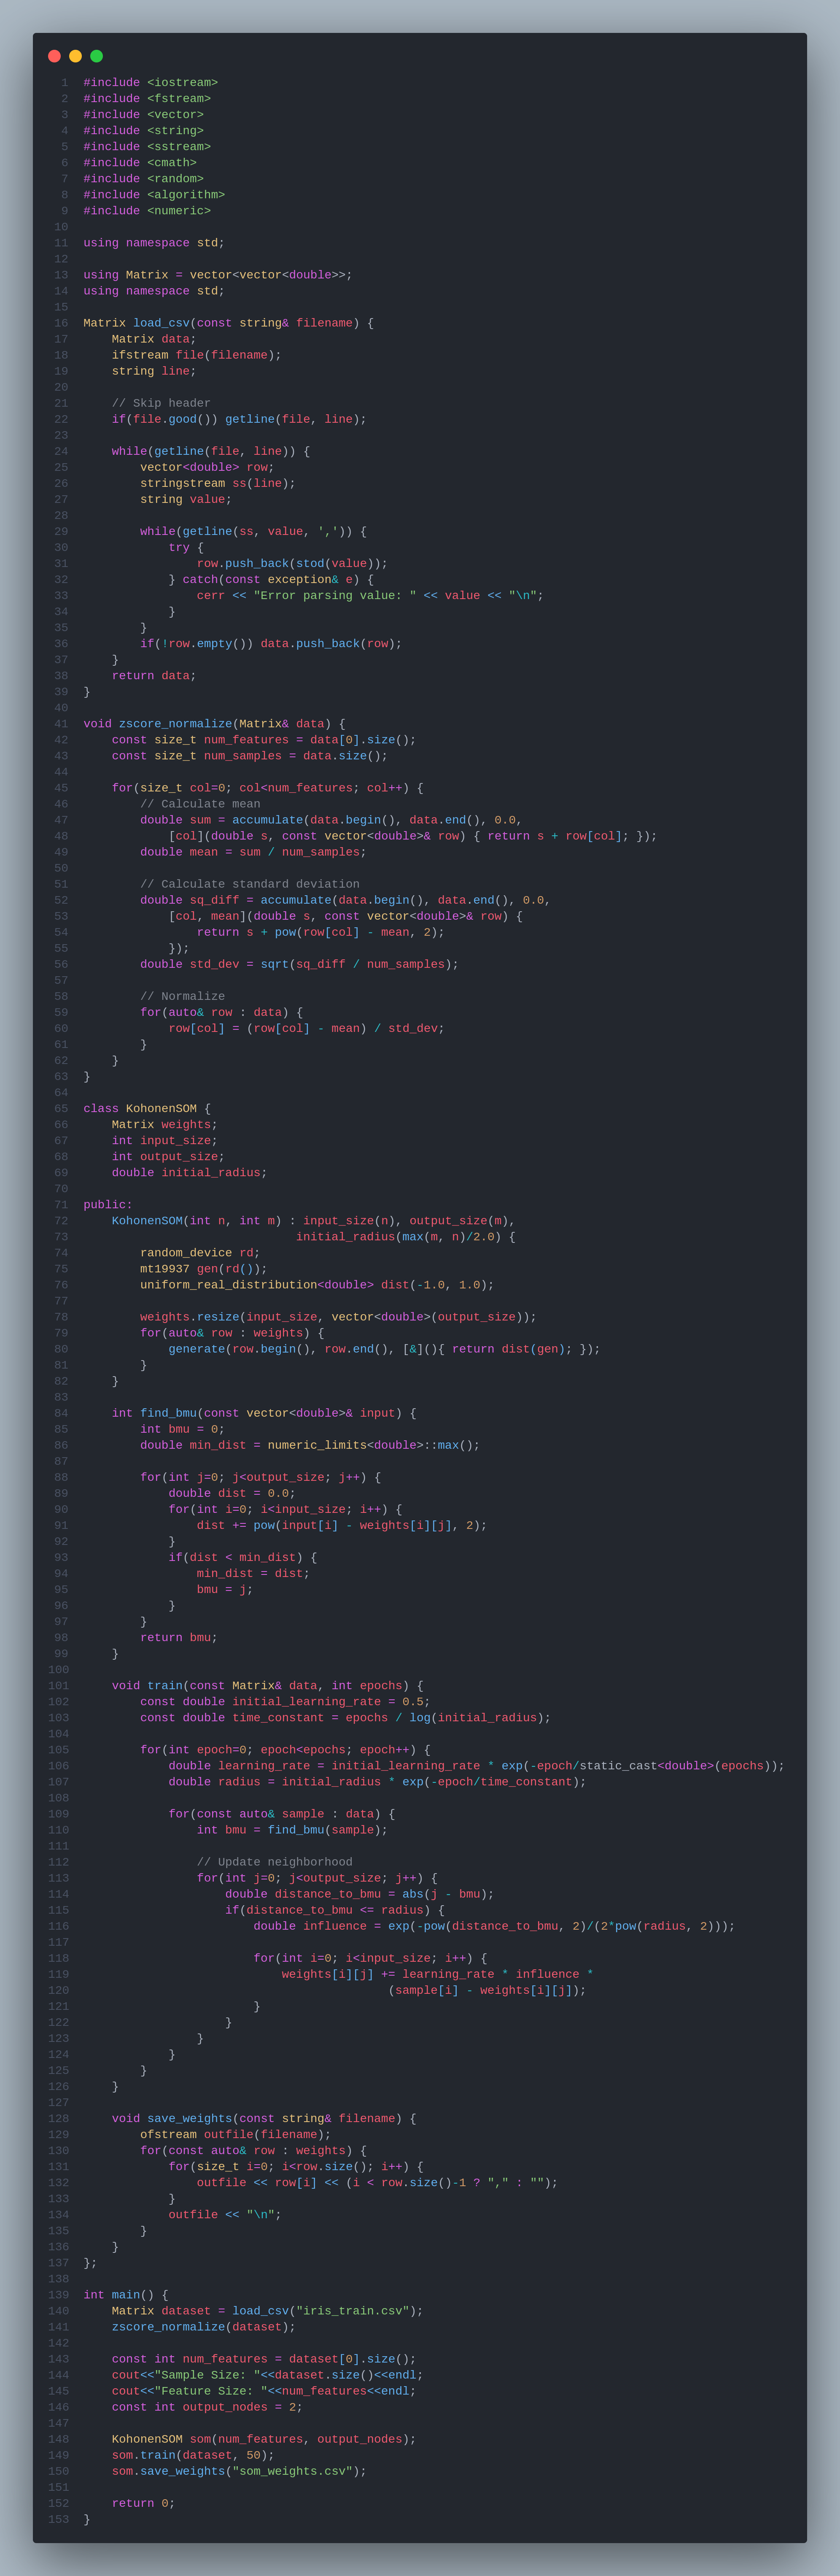 1 #include <iostream>
2 #include <fstream>
3 #include <vector>
4 #include <string>
5 #include <sstream>
6 #include <cmath>
7 #include <random>
8 #include <algorithm>
9 #include <numeric>
10
11 using namespace std;
12
13 using Matrix = vector<vector<double>>;
14 using namespace std;
15
16 Matrix load_csv(const string& filename) {
17     Matrix data;
18     ifstream file(filename);
19     string line;
20
21     // Skip header
22     if(file.good()) getline(file, line);
23
24     while(getline(file, line)) {
25         vector<double> row;
26         stringstream ss(line);
27         string value;
28
29         while(getline(ss, value, ',')) {
30             try {
31                 row.push_back(stod(value));
32             } catch(const exception& e) {
33                 cerr << "Error parsing value: " << value << "\n";
34             }
35         }
36         if(!row.empty()) data.push_back(row);
37     }
38     return data;
39 }
40
41 void zscore_normalize(Matrix& data) {
42     const size_t num_features = data[0].size();
43     const size_t num_samples = data.size();
44
45     for(size_t col=0; col<num_features; col++) {
46         // Calculate mean
47         double sum = accumulate(data.begin(), data.end(), 0.0,
48             [col](double s, const vector<double>& row) { return s + row[col]; });
49         double mean = sum / num_samples;
50
51         // Calculate standard deviation
52         double sq_diff = accumulate(data.begin(), data.end(), 0.0,
53             [col, mean](double s, const vector<double>& row) {
54                 return s + pow(row[col] - mean, 2);
55             });
56         double std_dev = sqrt(sq_diff / num_samples);
57
58         // Normalize
59         for(auto& row : data) {
60             row[col] = (row[col] - mean) / std_dev;
61         }
62     }
63 }
64
65 class KohonenSOM {
66     Matrix weights;
67     int input_size;
68     int output_size;
69     double initial_radius;
70
71 public:
72     KohonenSOM(int n, int m) : input_size(n), output_size(m),
73                               initial_radius(max(m, n)/2.0) {
74         random_device rd;
75         mt19937 gen(rd());
76         uniform_real_distribution<double> dist(-1.0, 1.0);
77
78         weights.resize(input_size, vector<double>(output_size));
79         for(auto& row : weights) {
80             generate(row.begin(), row.end(), [&](){ return dist(gen); });
81         }
82     }
83
84     int find_bmu(const vector<double>& input) {
85         int bmu = 0;
86         double min_dist = numeric_limits<double>::max();
87
88         for(int j=0; j<output_size; j++) {
89             double dist = 0.0;
90             for(int i=0; i<input_size; i++) {
91                 dist += pow(input[i] - weights[i][j], 2);
92             }
93             if(dist < min_dist) {
94                 min_dist = dist;
95                 bmu = j;
96             }
97         }
98         return bmu;
99     }
100
101     void train(const Matrix& data, int epochs) {
102         const double initial_learning_rate = 0.5;
103         const double time_constant = epochs / log(initial_radius);
104
105         for(int epoch=0; epoch<epochs; epoch++) {
106             double learning_rate = initial_learning_rate * exp(-epoch/static_cast<double>(epochs));
107             double radius = initial_radius * exp(-epoch/time_constant);
108
109             for(const auto& sample : data) {
110                 int bmu = find_bmu(sample);
111
112                 // Update neighborhood
113                 for(int j=0; j<output_size; j++) {
114                     double distance_to_bmu = abs(j - bmu);
115                     if(distance_to_bmu <= radius) {
116                         double influence = exp(-pow(distance_to_bmu, 2)/(2*pow(radius, 2)));
117
118                         for(int i=0; i<input_size; i++) {
119                             weights[i][j] += learning_rate * influence *
120                                            (sample[i] - weights[i][j]);
121                         }
122                     }
123                 }
124             }
125         }
126     }
127
128     void save_weights(const string& filename) {
129         ofstream outfile(filename);
130         for(const auto& row : weights) {
131             for(size_t i=0; i<row.size(); i++) {
132                 outfile << row[i] << (i < row.size()-1 ? "," : "");
133             }
134             outfile << "\n";
135         }
136     }
137 };
138
139 int main() {
140     Matrix dataset = load_csv("iris_train.csv");
141     zscore_normalize(dataset);
142
143     const int num_features = dataset[0].size();
144     cout<<"Sample Size: "<<dataset.size()<<endl;
145     cout<<"Feature Size: "<<num_features<<endl;
146     const int output_nodes = 2;
147
148     KohonenSOM som(num_features, output_nodes);
149     som.train(dataset, 50);
150     som.save_weights("som_weights.csv");
151
152     return 0;
153 }